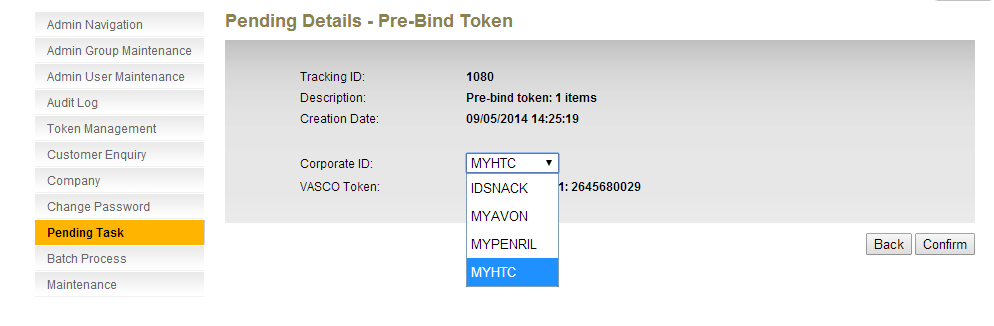 Admin Navigation
Admin Group Maintenance
Admin User Maintenance
Audit Log
Token Management
Customer Enquiry
Company
Change Password
Pending Task
Batch Process
Maintenance
Pending Details - Pre-Bind Token
Tracking ID: 1080
Description: Pre-bind token: 1 items
Creation Date: 09/05/2014 14:25:19
Corporate ID: MYHTC
VASCO Token: 1: 2645680029
IDSNACK
MYAVON
MYPENRIL
MYHTC
Back Confirm